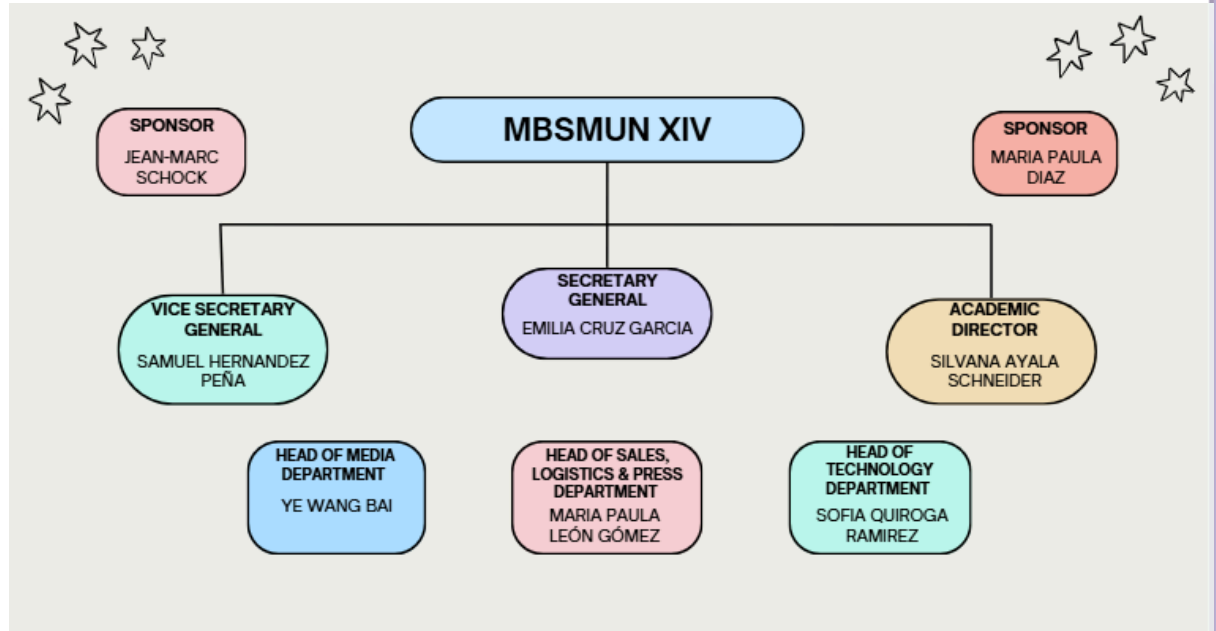 MBSMUN XIV
SPONSOR
JEAN-MARC
SCHOCK
SPONSOR
MARIA PAULA
DIAZ
VICE SECRETARY
GENERAL
SAMUEL HERNANDEZ
PEÑA
SECRETARY
GENERAL
EMILIA CRUZ GARCIA
ACADEMIC
DIRECTOR
SILVANA AYALA
SCHNEIDER
HEAD OF MEDIA
DEPARTMENT
YE WANG BAI
HEAD OF SALES,
LOGISTICS & PRESS
DEPARTMENT
MARIA PAULA
LEÓN GÓMEZ
HEAD OF
TECHNOLOGY
DEPARTMENT
SOFIA QUIROGA
RAMIREZ